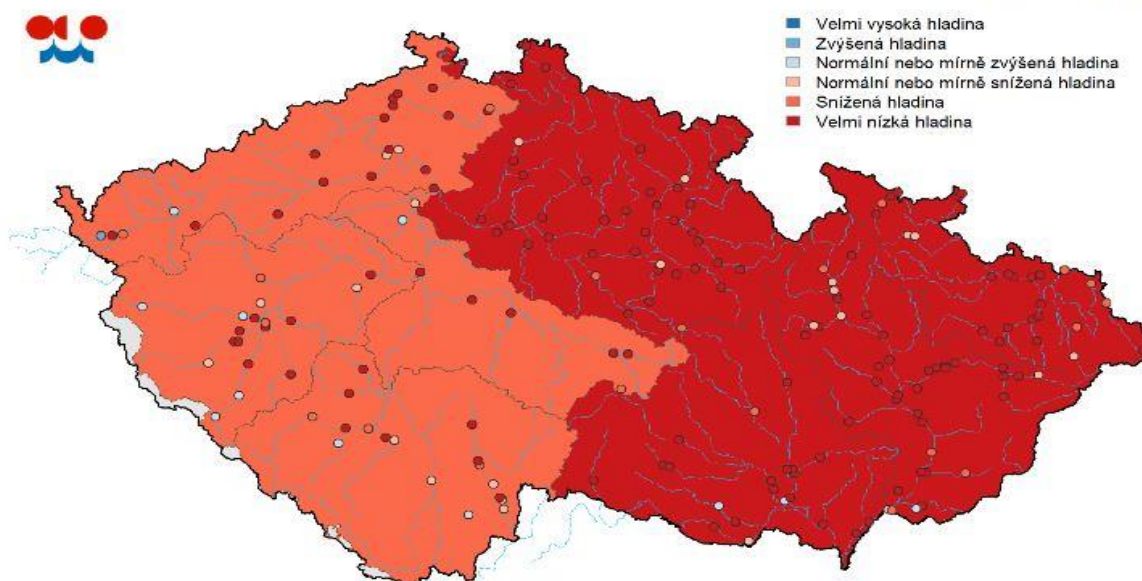 Velmi vysoká hladina
Zvýšená hladina
Normální nebo mírně zvýšená hladina
Normální nebo mírně snížená hladina
Snížená hladina
Velmi nízká hladina